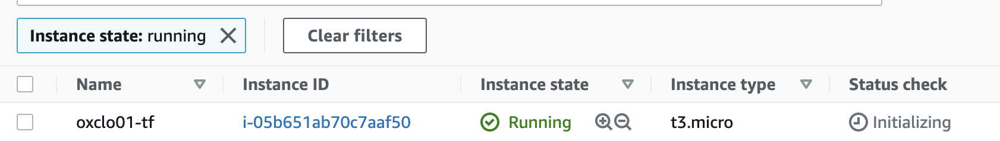 Instance state: running
Clear filters
Name Instance ID Instance state Instance type Status check
oxclo01-tf i-05b651ab70c7aaf50 Running t3.micro Initializing